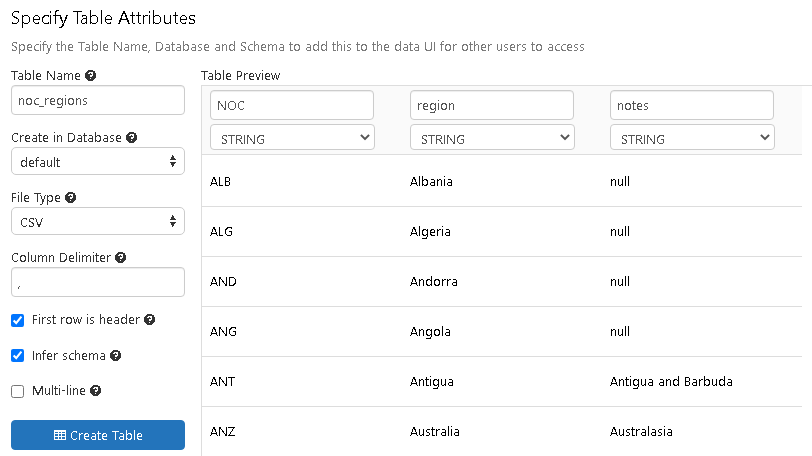 Specify Table Attributes
Specify the Table Name, Database and Schema to add this to the data UI for other users to access
Table Name
noc_regions
Create in Database
default
File Type
CSV
Column Delimiter
,
First row is header
Infer schema
Multi-line
Create Table
Table Preview
NOC region notes
STRING STRING STRING
ALB Albania null
ALG Algeria null
AND Andorra null
ANG Angola null
ANT Antigua Antigua and Barbuda
ANZ Australia Australasia